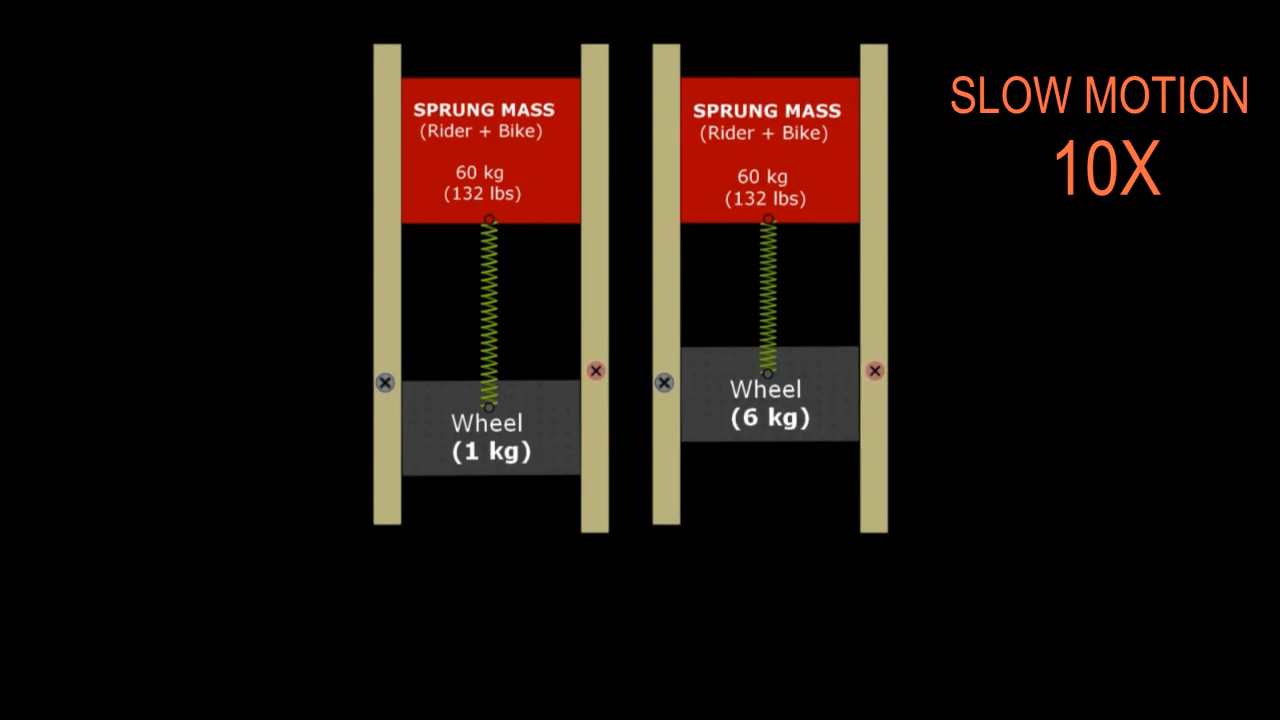 SPRUNG MASS
(Rider + Bike)
60 kg
(132 lbs)
Wheel
(1 kg)
SPRUNG MASS
(Rider + Bike)
60 kg
(132 lbs)
Wheel
(6 kg)
SLOW MOTION
10X